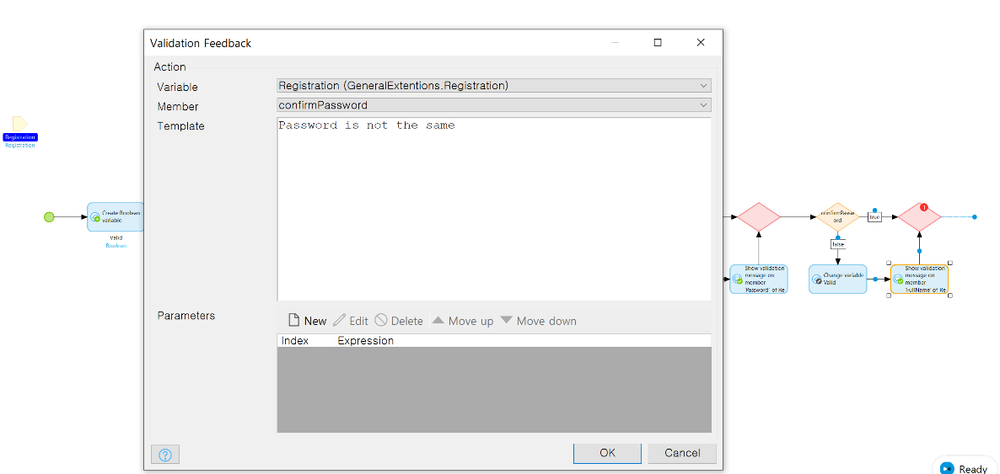 Validation Feedback
Action
Variable
Registration (GeneralExtentions.Registration)
Member
confirmPassword
Template
Password is not the same
Parameters
New
Edit
Delete
Move up
Move down
Index
Expression
OK
Cancel
Registration
Registration
Create Boolean
variable
Valid
Boolean
confirmPassw
ord
true
false
Show validation
message on
member
'Password' of Re
Change variable
Valid
Show validation
message on
member
'FullName' of Re
Ready